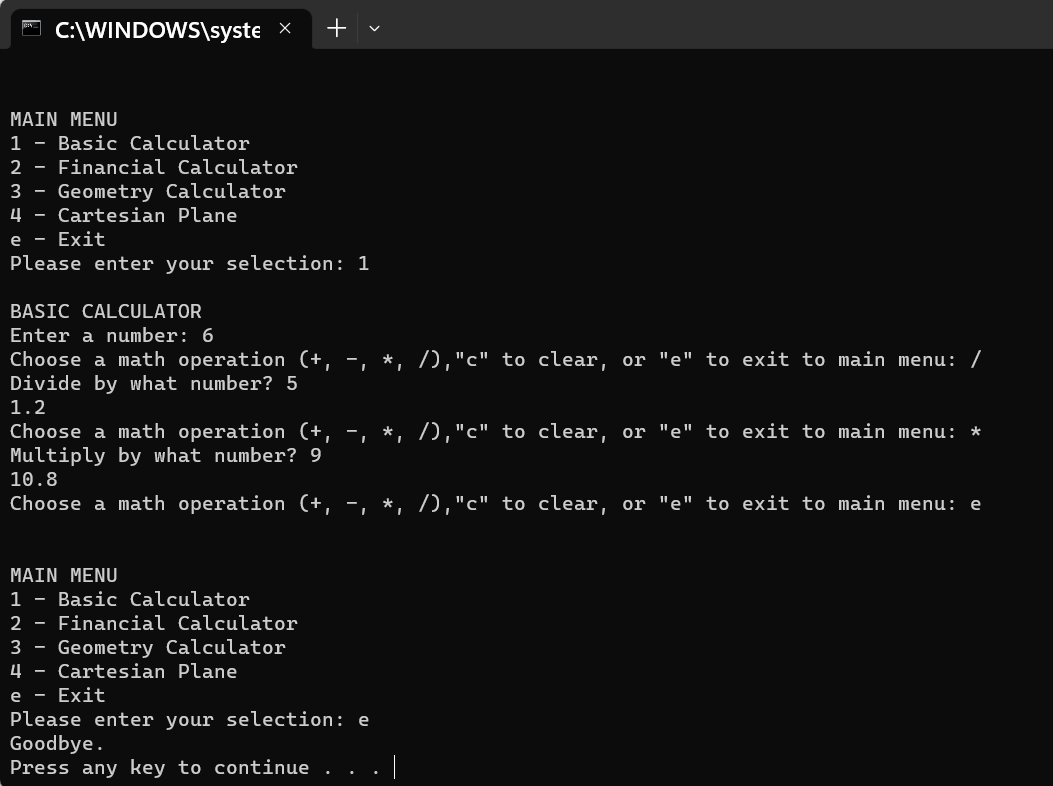 C:\WINDOWS\syste
MAIN MENU
1 - Basic Calculator
2 - Financial Calculator
3 - Geometry Calculator
4 - Cartesian Plane
e - Exit
Please enter your selection: 1
BASIC CALCULATOR
Enter a number: 6
Choose a math operation (+, -, *, /),"c" to clear, or "e" to exit to main menu: /
Divide by what number? 5
1.2
Choose a math operation (+, -, *, /),"c" to clear, or "e" to exit to main menu: *
Multiply by what number? 9
10.8
Choose a math operation (+, -, *, /),"c" to clear, or "e" to exit to main menu: e
MAIN MENU
1 - Basic Calculator
2 - Financial Calculator
3 - Geometry Calculator
4 - Cartesian Plane
e - Exit
Please enter your selection: e
Goodbye.
Press any key to continue . . .